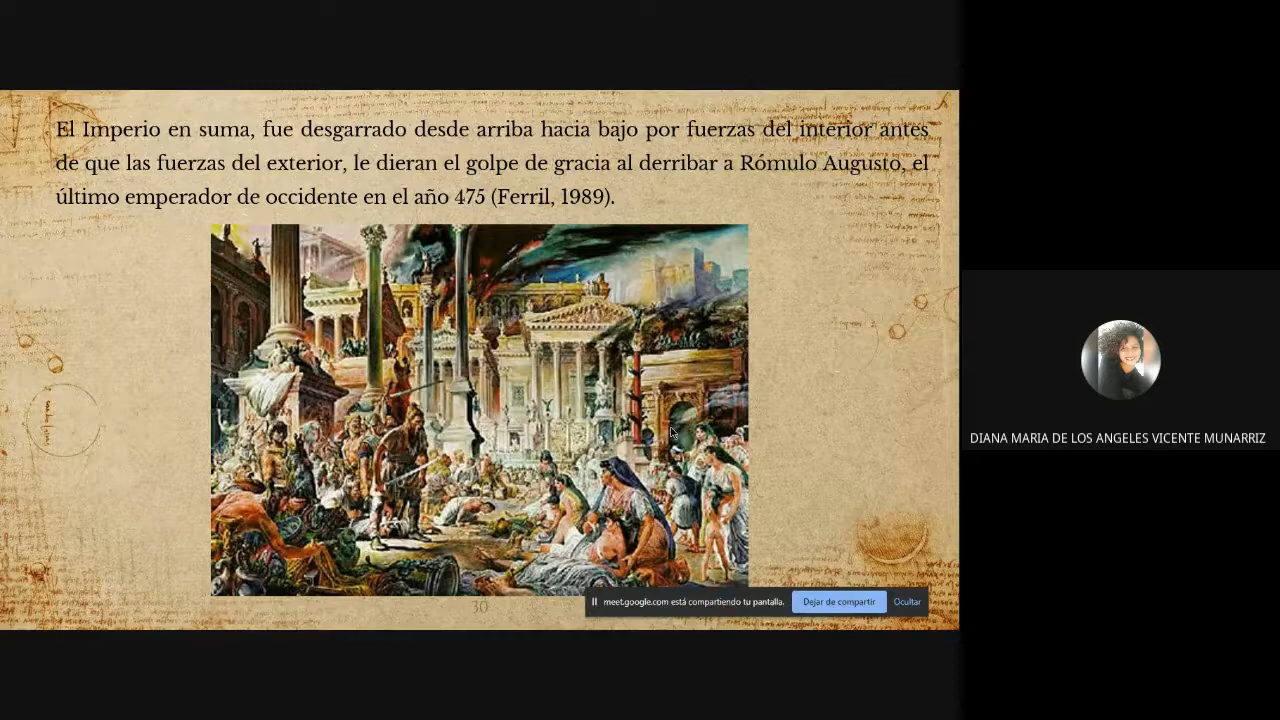 El Imperio en suma, fue desgarrado desde arriba hacia bajo por fuerzas del interior antes
de que las fuerzas del exterior, le dieran el golpe de gracia al derribar a Rómulo Augusto, el
último emperador de occidente en el año 475 (Ferril, 1989).
DIANA MARIA DE LOS ANGELES VICENTE MUNARRIZ
meet.google.com está compartiendo tu pantalla. Dejar de compartir Ocultar
30